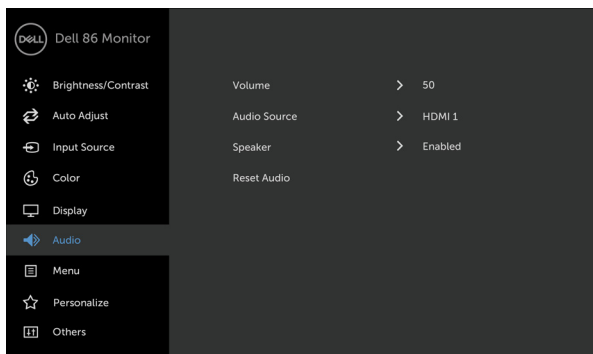 DELL Dell 86 Monitor
Brightness/Contrast
Auto Adjust
Input Source
Color
Display
Audio
Menu
Personalize
Others
Volume > 50
Audio Source > HDMI 1
Speaker > Enabled
Reset Audio